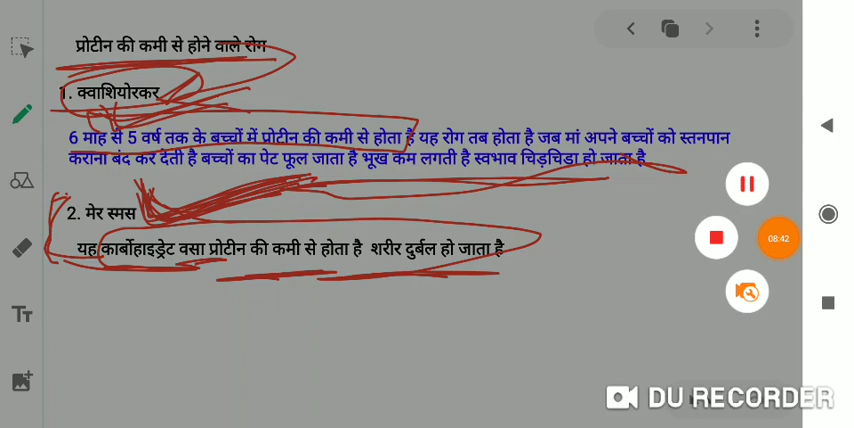 प्रोटीन की कमी से होने वाले रोग
1. क्वाशियोरकर
6 माह से 5 वर्ष तक के बच्चों में प्रोटीन की कमी से होता है यह रोग तब होता है जब मां अपने बच्चों को स्तनपान
कराना बंद कर देती है बच्चों का पेट फूल जाता है भूख कम लगती है स्वभाव चिड़चिडा हो जाता है
2. मेर स्मस
यह कार्बोहाइड्रेट वसा प्रोटीन की कमी से होता है शरीर दुर्बल हो जाता है
08:42
Tт
DU RECORDER